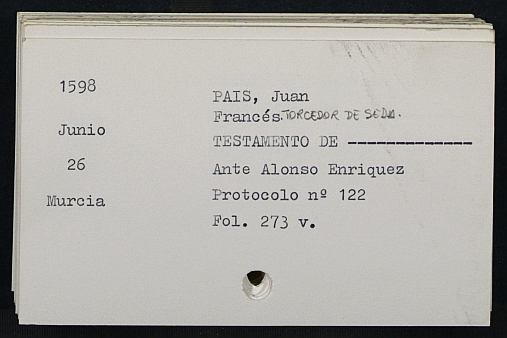 1598
PAIS, Juan
Francés. TORCEDOR DE SEDA.
Junio
TESTAMENTO DE --------------
26
Ante Alonso Enriquez
Murcia
Protocolo nº 122
Fol. 273 v.